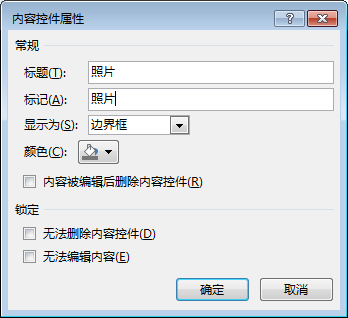 内容控件属性
常规
标题(T): 照片
标记(A): 照片
显示为(S): 边界框
颜色(C):
内容被编辑后删除内容控件(R)
锁定
无法删除内容控件(D)
无法编辑内容(E)
确定 取消